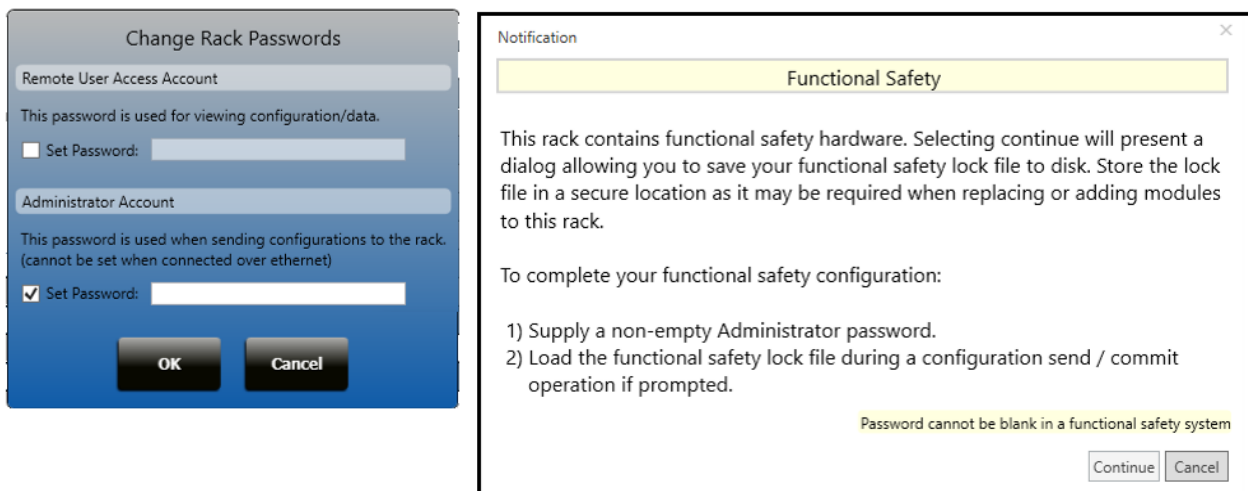 Change Rack Passwords
Remote User Access Account
This password is used for viewing configuration/data.
Set Password:
Administrator Account
This password is used when sending configurations to the rack.
(cannot be set when connected over ethernet)
Set Password:
OK
Cancel
Notification
Functional Safety
This rack contains functional safety hardware. Selecting continue will present a
dialog allowing you to save your functional safety lock file to disk. Store the lock
file in a secure location as it may be required when replacing or adding modules
to this rack.
To complete your functional safety configuration:
1) Supply a non-empty Administrator password.
2) Load the functional safety lock file during a configuration send / commit
operation if prompted.
Password cannot be blank in a functional safety system
Continue
Cancel